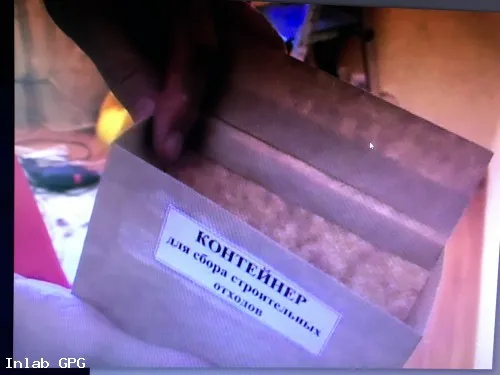 КОНТЕЙНЕР
для сбора строительных
отходов
Inlab GPG